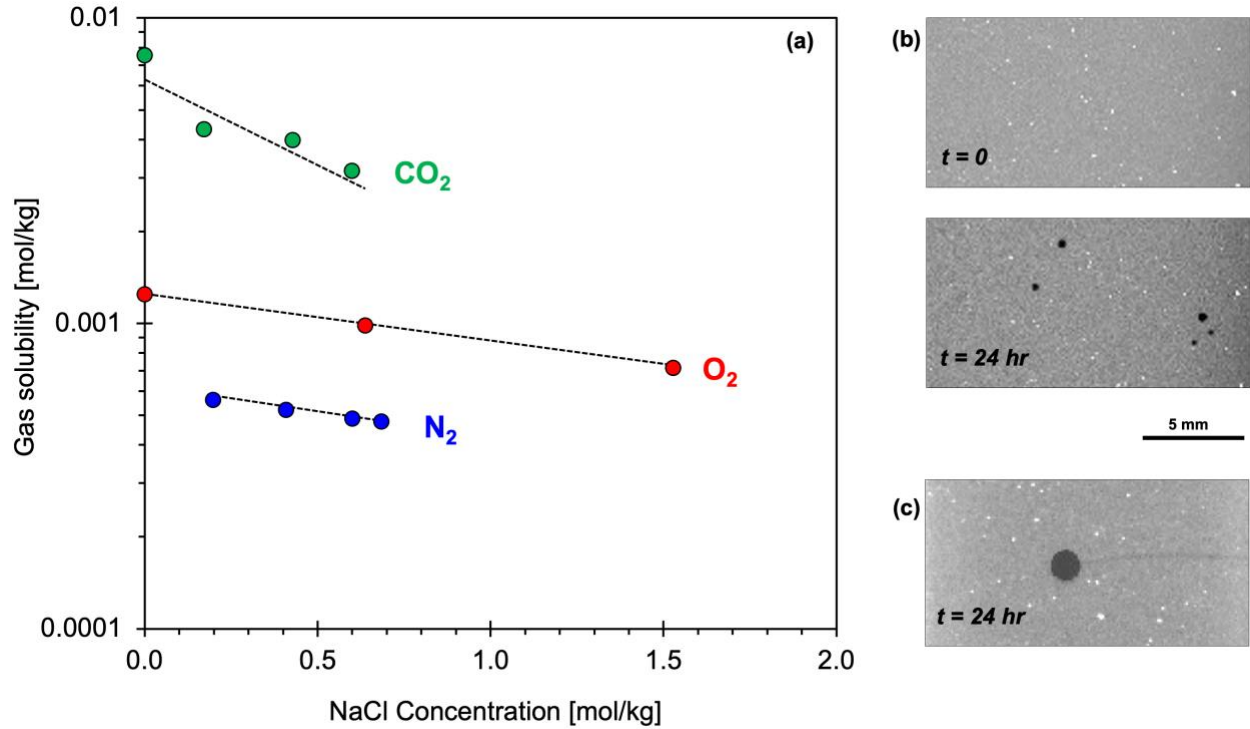 (a)
0.01
0.001
0.0001
Gas solubility [mol/kg]
CO₂
O₂
N₂
0.0
0.5
1.0
1.5
2.0
NaCl Concentration [mol/kg]
(b)
t = 0
t = 24 hr
5 mm
(c)
t = 24 hr